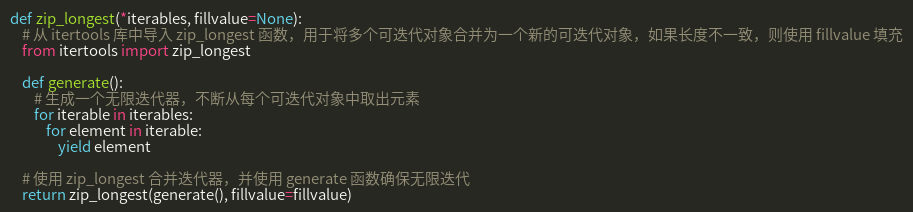 def zip_longest(*iterables, fillvalue=None):
# 从 itertools 库中导入 zip_longest 函数，用于将多个可迭代对象合并为一个新的可迭代对象，如果长度不一致，则使用 fillvalue 填充
from itertools import zip_longest
def generate():
# 生成一个无限迭代器，不断从每个可迭代对象中取出元素
for iterable in iterables:
for element in iterable:
yield element
# 使用 zip_longest 合并迭代器，并使用 generate 函数确保无限迭代
return zip_longest(generate(), fillvalue=fillvalue)